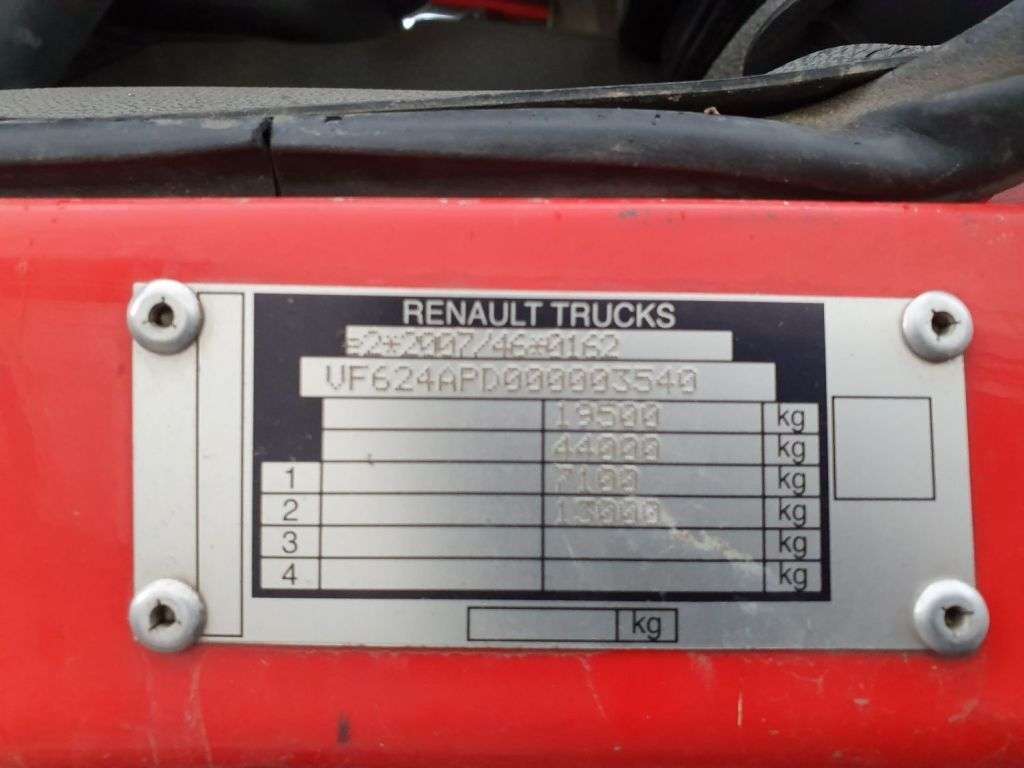 RENAULT TRUCKS
e2*2007/46*0162
VF624APD000003540
19500 kg
44000 kg
1 7100 kg
2 13000 kg
3 kg
4 kg
kg